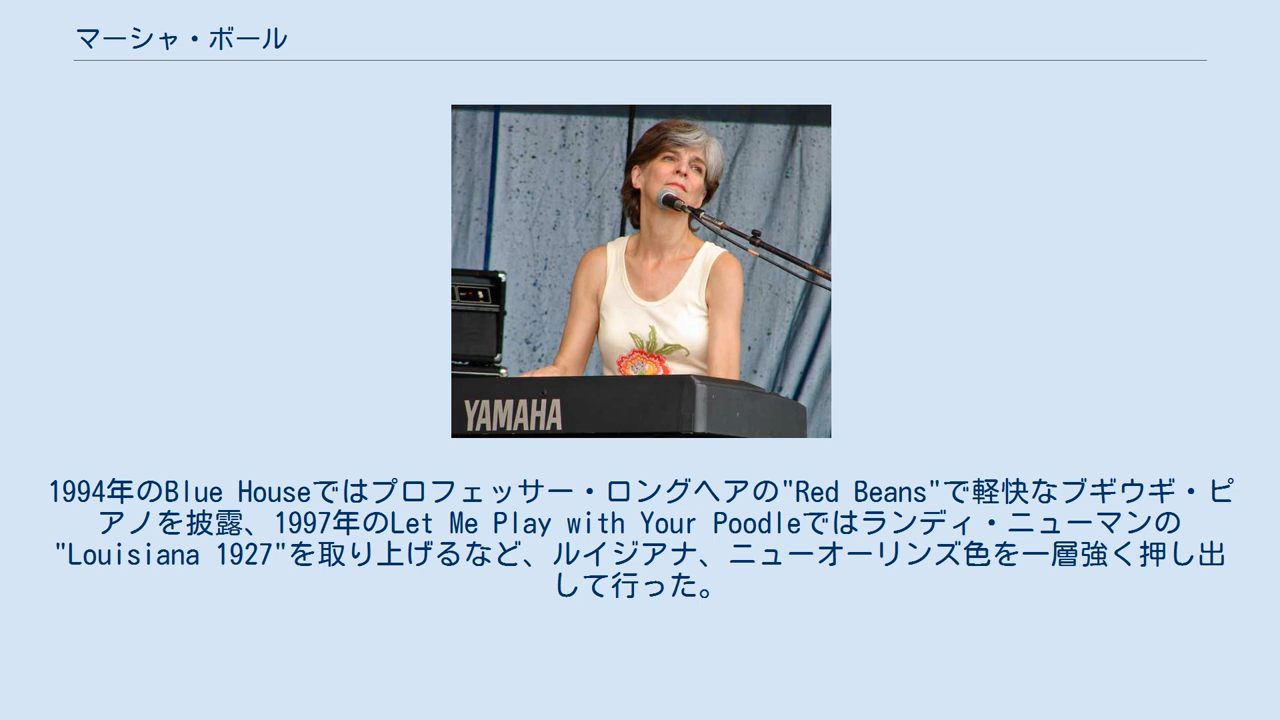 マーシャ・ボール
YAMAHA
1994年のBlue Houseではプロフェッサー・ロングヘアの"Red Beans"で軽快なブギウギ・ピ
アノを披露、1997年のLet Me Play with Your Poodleではランディ・ニューマンの
"Louisiana 1927"を取り上げるなど、ルイジアナ、ニューオーリンズ色を一層強く押し出
して行った。